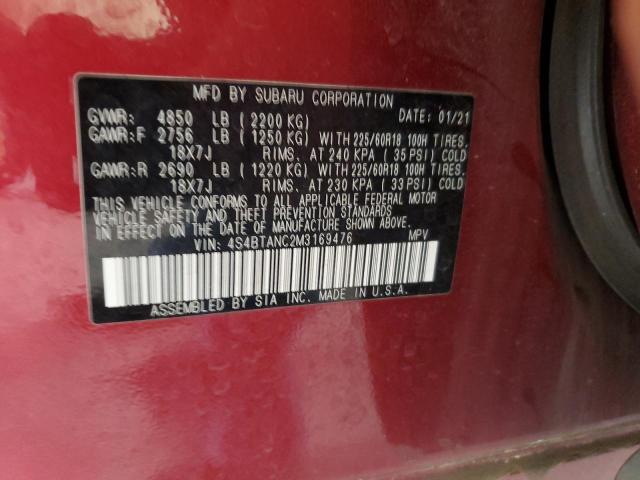 MFD BY SUBARU CORPORATION
GVWR: 4850 LB (2200 KG) DATE: 01/21
GAWR:F 2756 LB (1250 KG) WITH 225/60R18 100H TIRES,
18X7J RIMS, AT 240 KPA (35 PSI) COLD
GAWR:R 2690 LB (1220 KG) WITH 225/60R18 100H TIRES,
18X7J RIMS, AT 230 KPA (33 PSI) COLD
THIS VEHICLE CONFORMS TO ALL APPLICABLE FEDERAL MOTOR
VEHICLE SAFETY AND THEFT PREVENTION STANDARDS
IN EFFECT ON THE DATE OF MANUFACTURE SHOWN ABOVE.
VIN: 4S4BTANC2M3169476 MPV
ASSEMBLED BY SIA INC. MADE IN U.S.A.